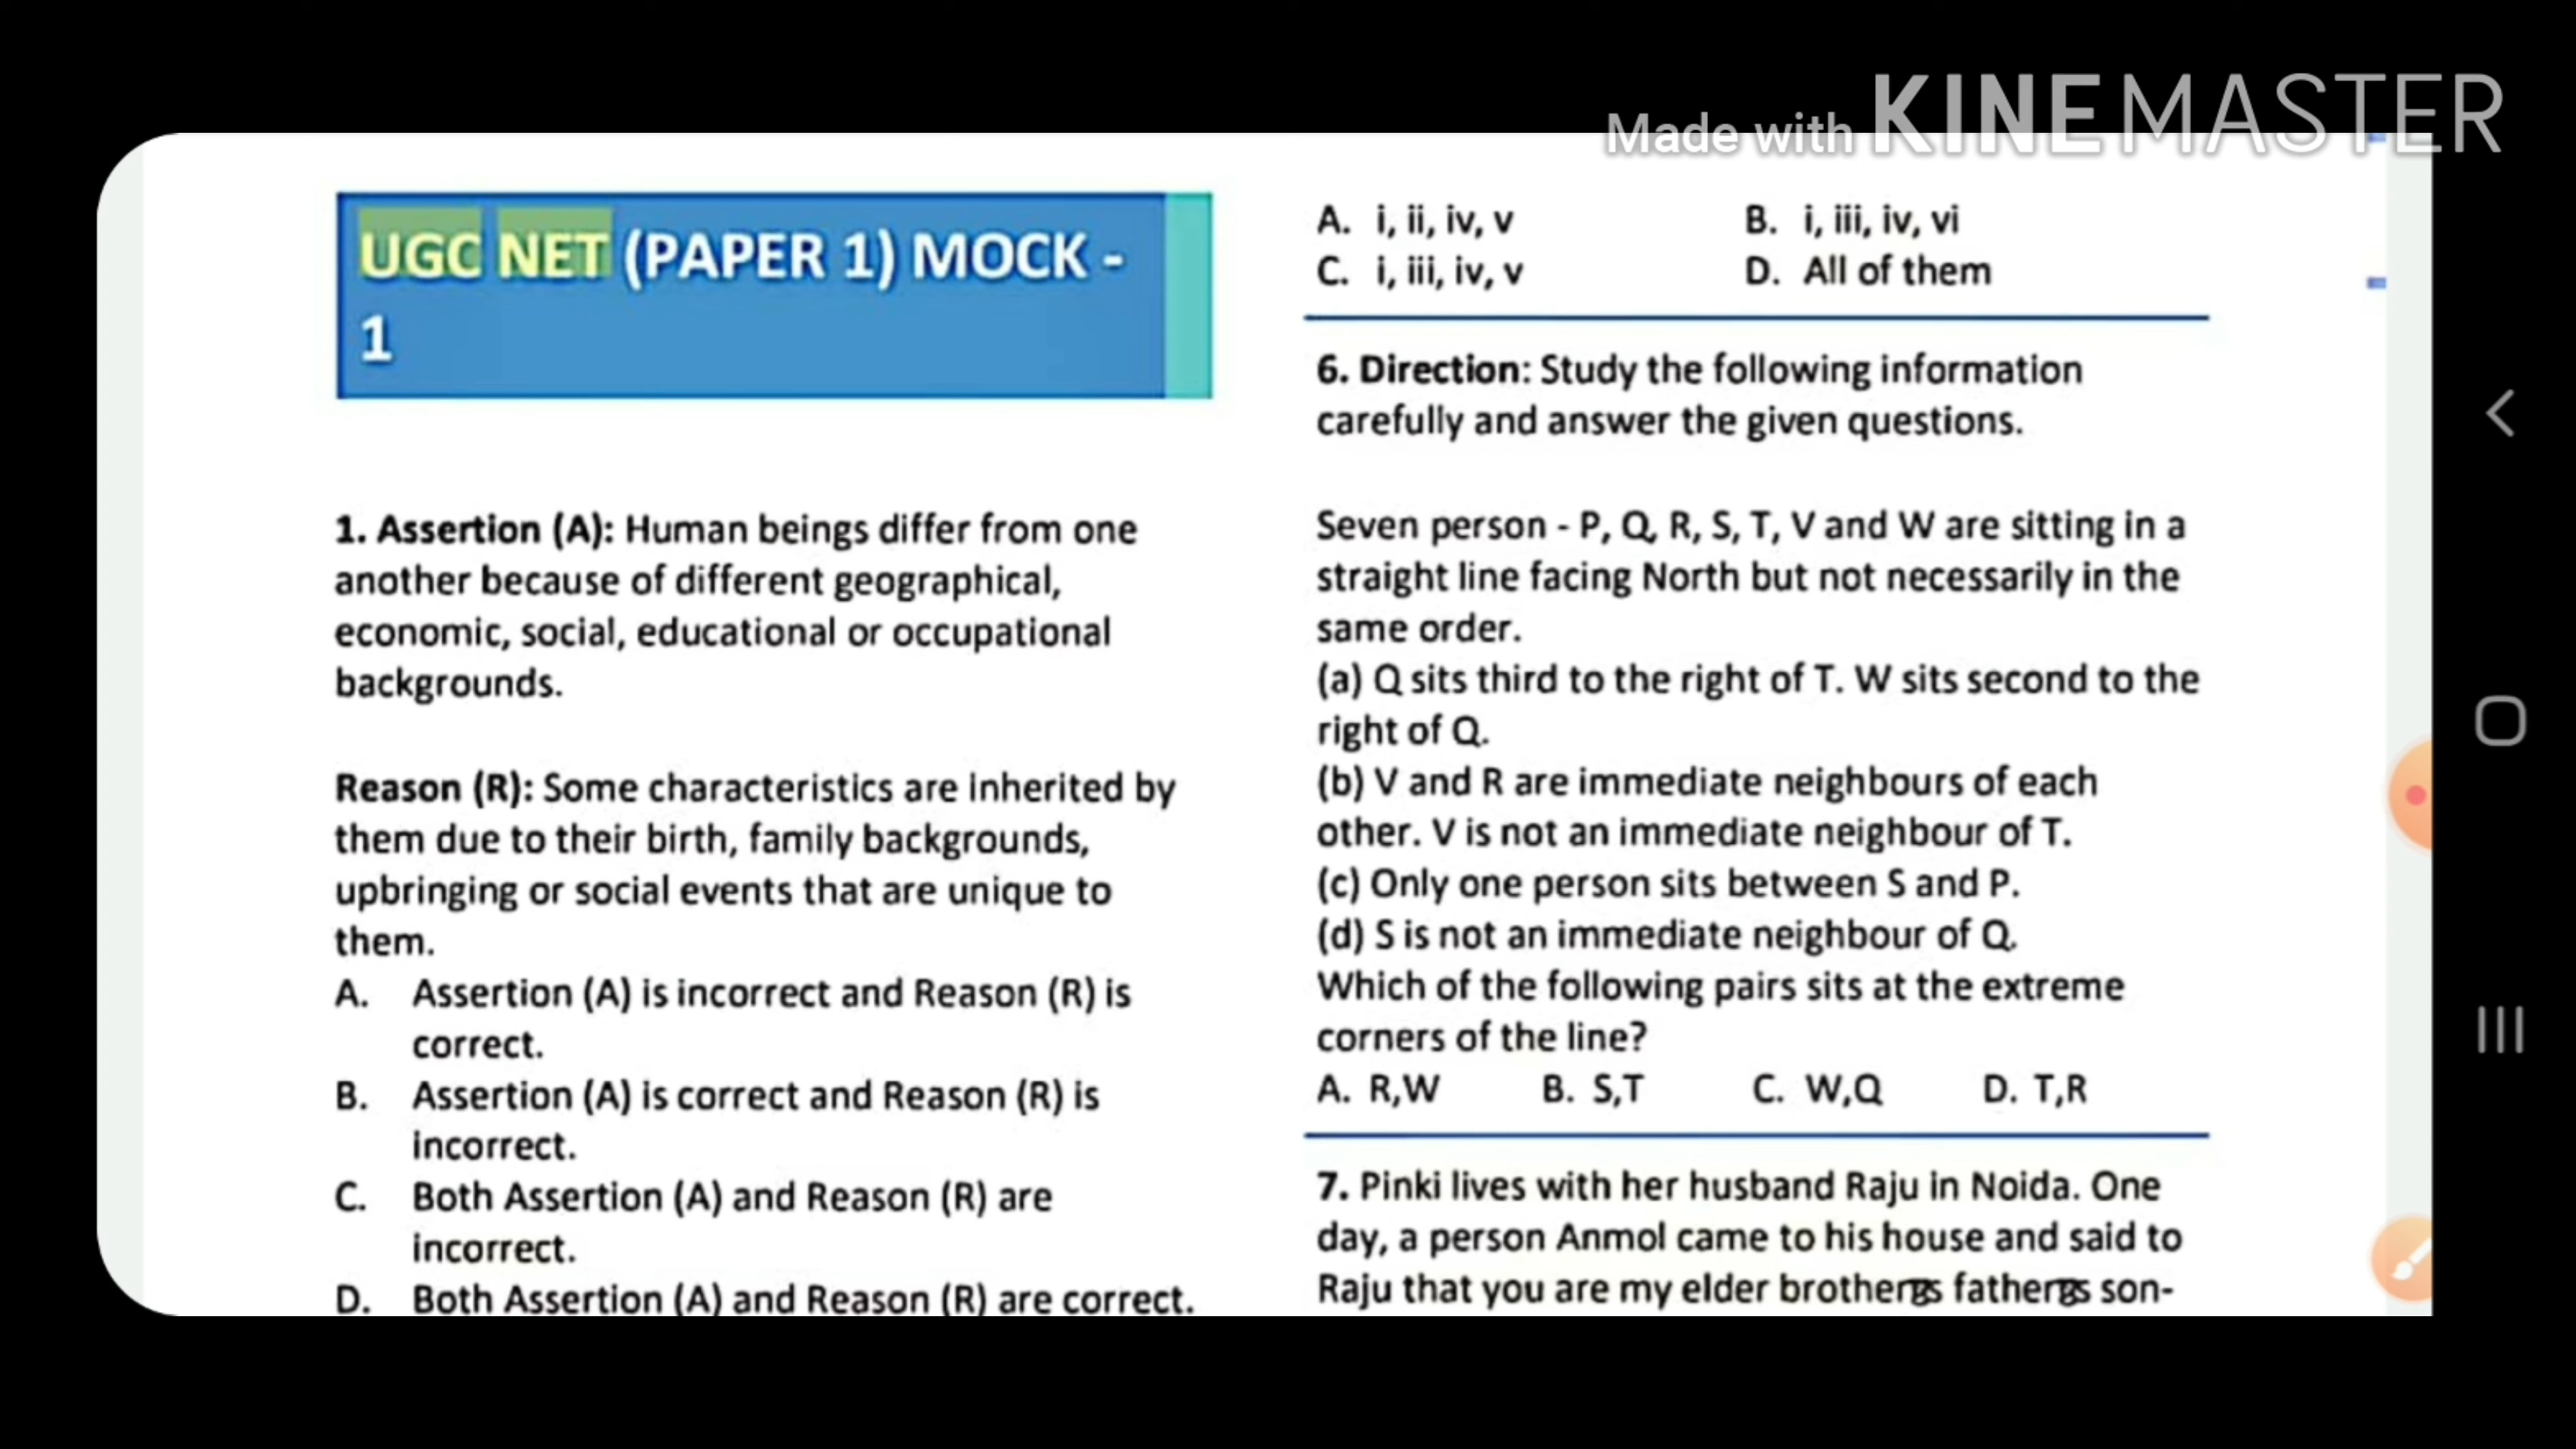 Made with KINEMASTER
UGC NET (PAPER 1) MOCK -
1
1. Assertion (A): Human beings differ from one
another because of different geographical,
economic, social, educational or occupational
backgrounds.
Reason (R): Some characteristics are inherited by
them due to their birth, family backgrounds,
upbringing or social events that are unique to
them.
A. Assertion (A) is incorrect and Reason (R) is
correct.
B. Assertion (A) is correct and Reason (R) is
incorrect.
C. Both Assertion (A) and Reason (R) are
incorrect.
D. Both Assertion (A) and Reason (R) are correct.
A. i, ii, iv, v B. i, iii, iv, vi
C. i, iii, iv, v D. All of them
6. Direction: Study the following information
carefully and answer the given questions.
Seven person - P, Q, R, S, T, V and W are sitting in a
straight line facing North but not necessarily in the
same order.
(a) Q sits third to the right of T. W sits second to the
right of Q.
(b) V and R are immediate neighbours of each
other. V is not an immediate neighbour of T.
(c) Only one person sits between S and P.
(d) S is not an immediate neighbour of Q.
Which of the following pairs sits at the extreme
corners of the line?
A. R,W B. S,T C. W,Q D. T,R
7. Pinki lives with her husband Raju in Noida. One
day, a person Anmol came to his house and said to
Raju that you are my elder son-